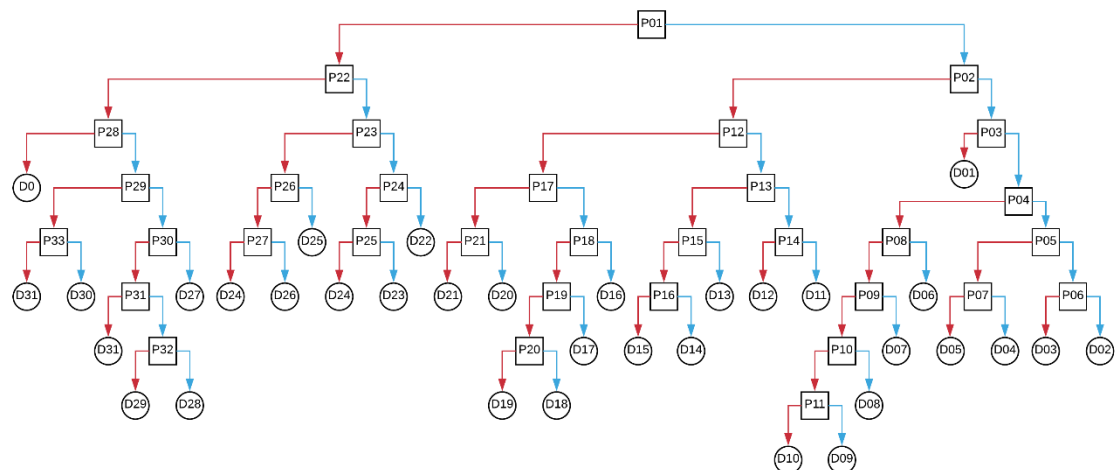 P01
P22
P02
P28
P23
P12
P03
D0
P29
P26
P24
P17
P13
D01
P04
P33
P30
P27
D25
P25
D22
P21
P18
P15
P14
P08
P05
D31
D30
P31
D27
D24
D26
D24
D23
D21
D20
P19
D16
P16
D13
D12
D11
P09
D06
P07
P06
D31
P32
P20
D17
D15
D14
P10
D07
D05
D04
D03
D02
D29
D28
D19
D18
P11
D08
D10
D09